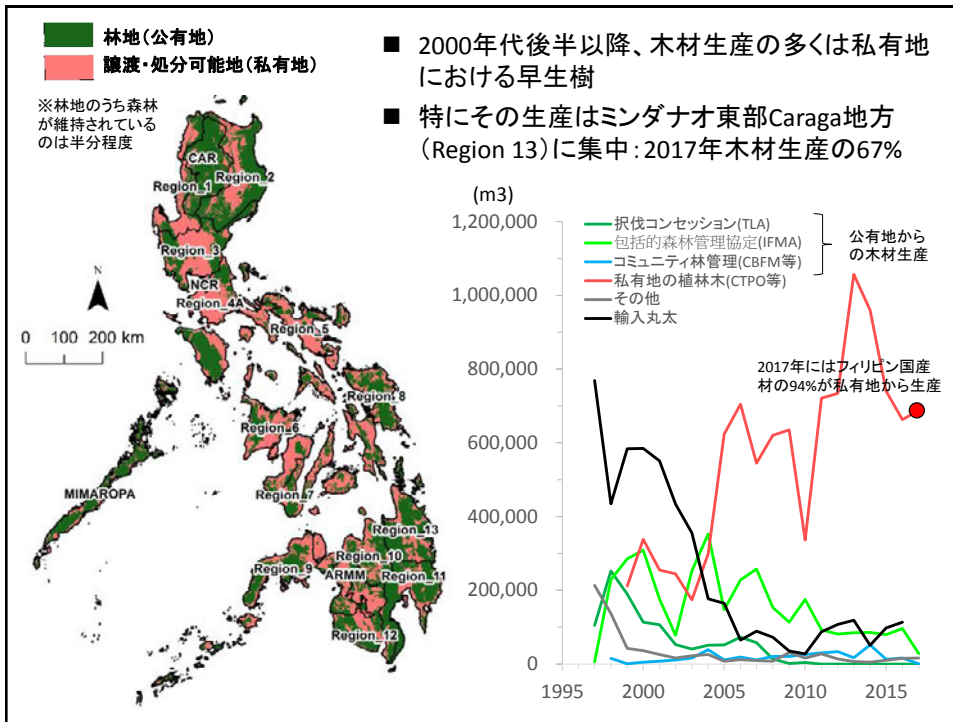 林地(公有地)
譲渡・処分可能地(私有地)
※林地のうち森林
が維持されている
のは半分程度
■ 2000年代後半以降、木材生産の多くは私有地
における早生樹
■ 特にその生産はミンダナオ東部Caraga地方
(Region 13)に集中:2017年木材生産の67%
CAR
Region_1
Region_2
Region_3
NCR
Region_4A
Region_5
Region_8
Region_6
Region_7
MIMAROPA
Region_13
Region_10
Region_9
ARMM
Region_11
Region_12
N
0 100 200 km
(m3)
1,200,000
1,000,000
800,000
600,000
400,000
200,000
0
択伐コンセッション(TLA)
包括的森林管理協定(IFMA)
コミュニティ林管理(CBFM等)
私有地の植林木(CTPO等)
その他
輸入丸太
公有地から
の木材生産
2017年にはフィリピン国産
材の94%が私有地から生産
1995 2000 2005 2010 2015